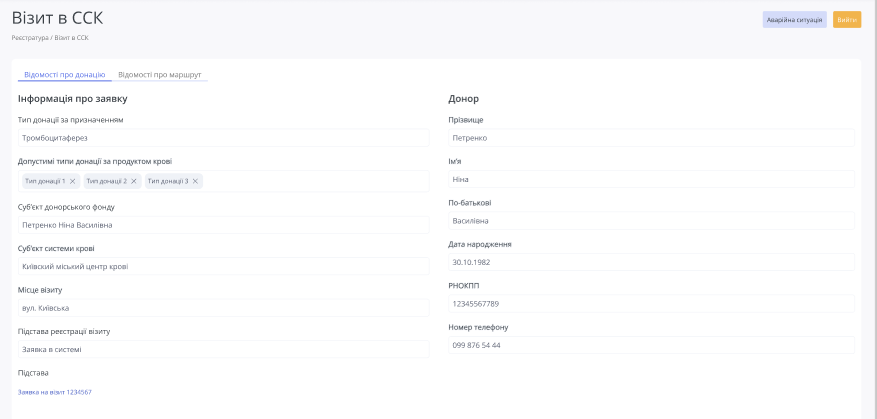 Візит в ССК
Аварійна ситуація
Вийти
Реєстратура / Візит в ССК
Відомості про донацію
Відомості про маршрут
Інформація про заявку
Тип донації за призначенням
Тромбоцитаферез
Допустимі типи донації за продуктом крові
Тип донації 1 × Тип донації 2 × Тип донації 3 ×
Суб'єкт донорського фонду
Петренко Ніна Василівна
Суб'єкт системи крові
Київский міський центр крові
Місце візиту
вул. Київська
Підстава реєстрації візиту
Заявка в системі
Підстава
Заявка на візит 1234567
Донор
Прізвище
Петренко
Ім'я
Ніна
По-батькові
Василівна
Дата народження
30.10.1982
РНОКПП
12345567789
Номер телефону
099 876 54 44